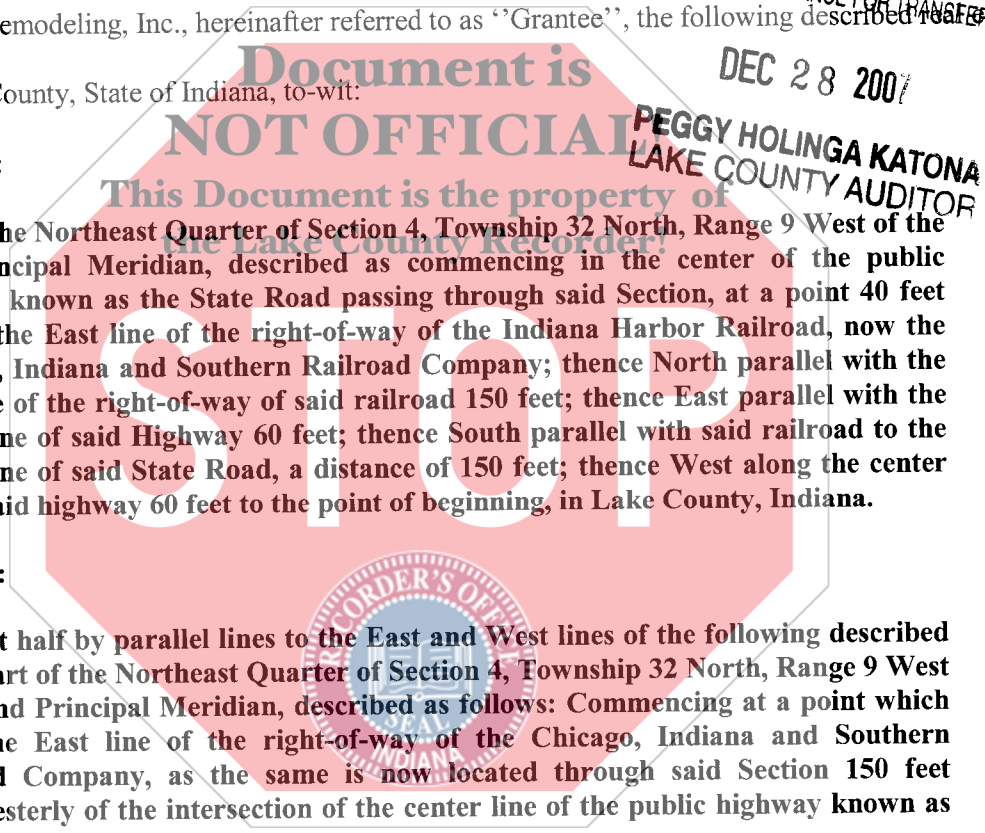 emodeling, Inc., hereinafter referred to as ‘’Grantee’’, the following described real e
DEC 28 2007
ounty, State of Indiana, to-wit:
PEGGY HOLINGA KATONA
LAKE COUNTY AUDITOR
Document is
NOT OFFICIAL!
This Document is the property of
the Lake County Recorder!
:
he Northeast Quarter of Section 4, Township 32 North, Range 9 West of the
ncipal Meridian, described as commencing in the center of the public
known as the State Road passing through said Section, at a point 40 feet
the East line of the right-of-way of the Indiana Harbor Railroad, now the
, Indiana and Southern Railroad Company; thence North parallel with the
e of the right-of-way of said railroad 150 feet; thence East parallel with the
ne of said Highway 60 feet; thence South parallel with said railroad to the
ne of said State Road, a distance of 150 feet; thence West along the center
aid highway 60 feet to the point of beginning, in Lake County, Indiana.
STOP
:
t half by parallel lines to the East and West lines of the following described
art of the Northeast Quarter of Section 4, Township 32 North, Range 9 West
nd Principal Meridian, described as follows: Commencing at a point which
he East line of the right-of-way of the Chicago, Indiana and Southern
d Company, as the same is now located through said Section 150 feet
esterly of the intersection of the center line of the public highway known as
RECORDER'S OFFICE
SEAL
INDIANA